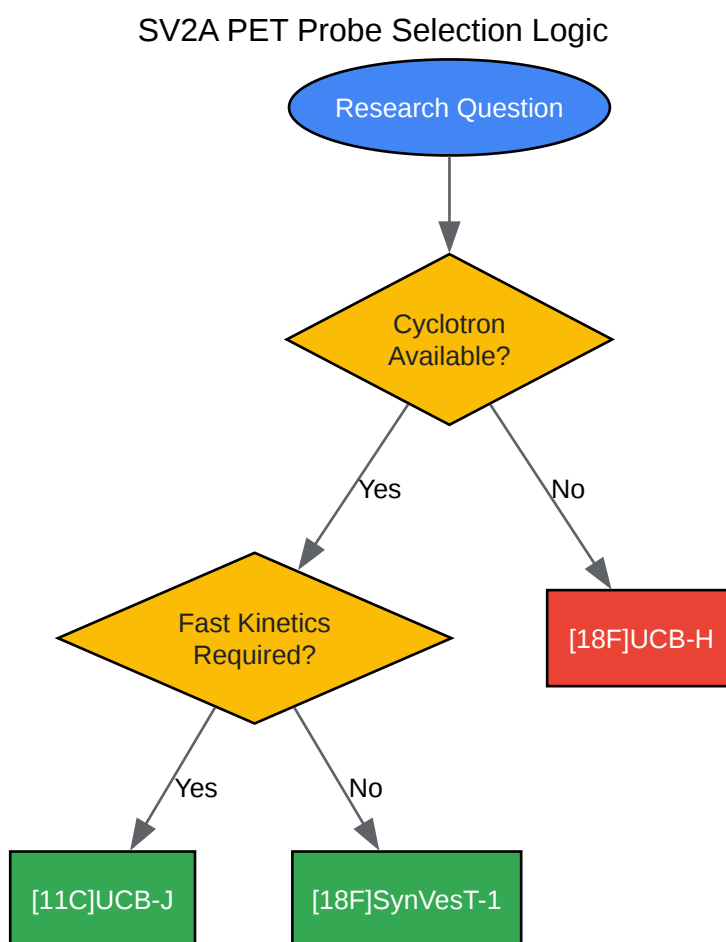 SV2A PET Probe Selection Logic
Research Question
Cyclotron
Available?
Yes
No
Fast Kinetics
Required?
[18F]UCB-H
Yes
No
[11C]UCB-J
[18F]SynVesT-1